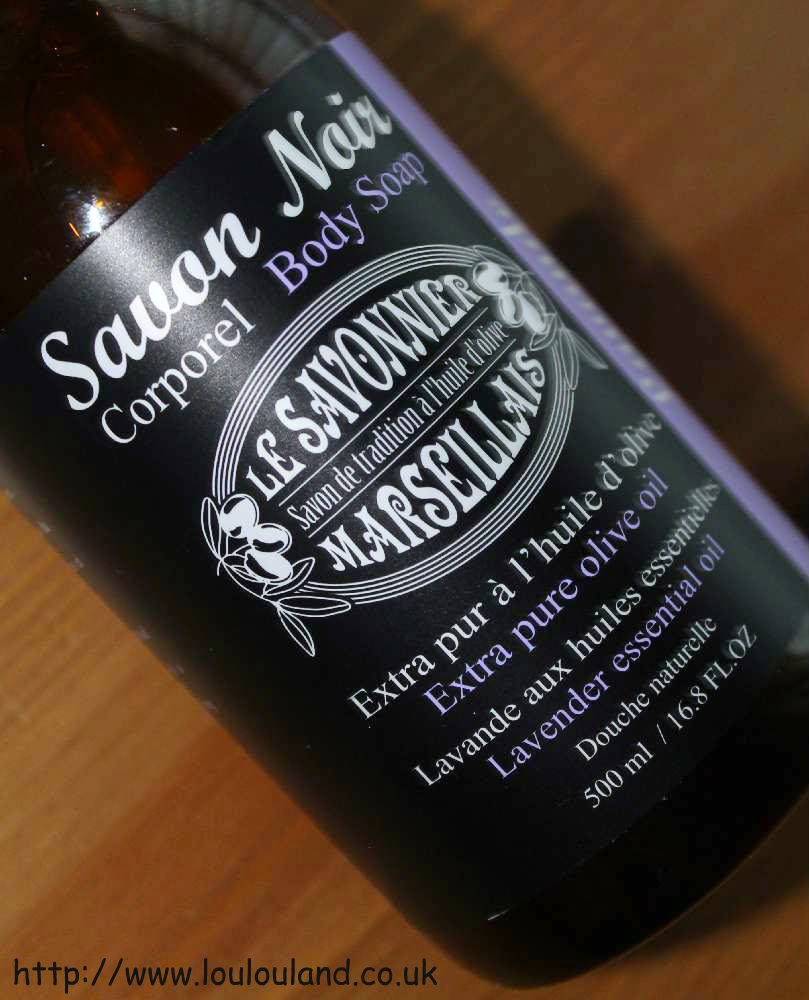 Savon Noir
Corporel Body Soap
LE SAVONNIER
Savon de tradition à l'huile d'olive
MARSEILLAIS
Extra pur à l'huile d'olive
Extra pure olive oil
Lavande aux huiles essentielles
Lavender essential oil
Douche naturelle
500 ml / 16.8 FL.OZ
http://www.loulouland.co.uk